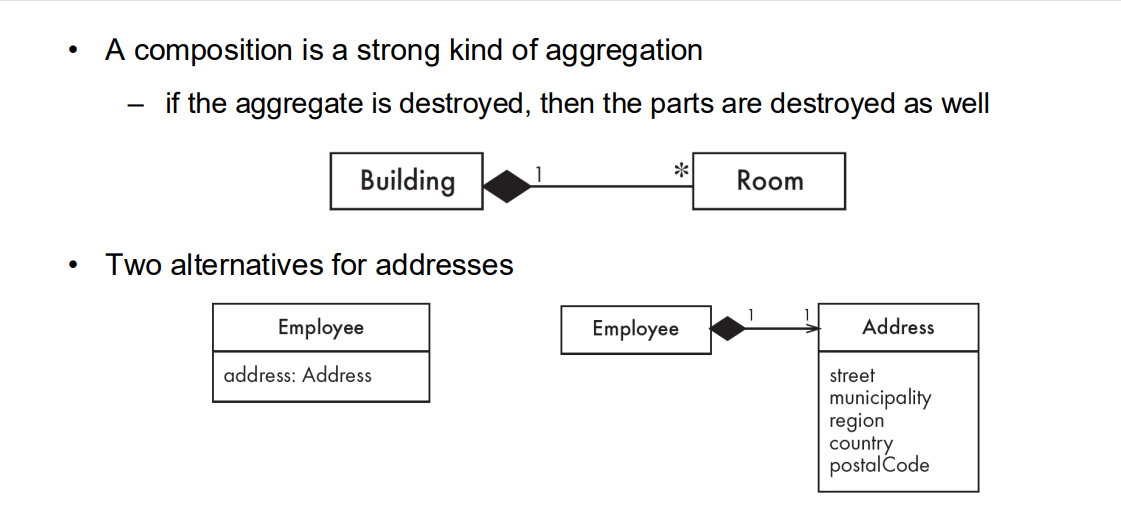 • A composition is a strong kind of aggregation
– if the aggregate is destroyed, then the parts are destroyed as well
Building 1 * Room
• Two alternatives for addresses
Employee
address: Address
Employee 1 1 Address
street
municipality
region
country
postalCode